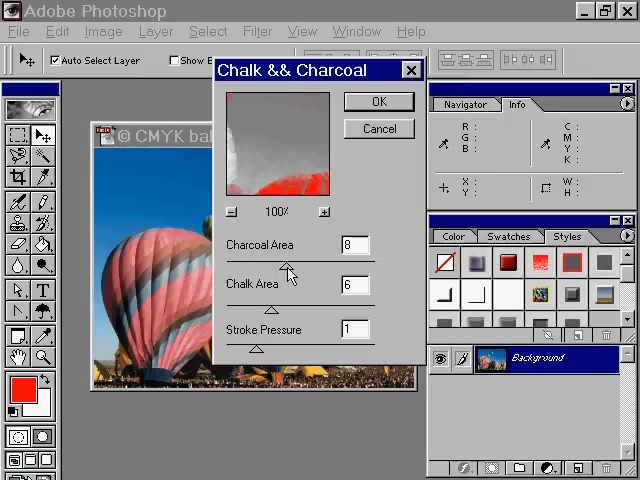 Adobe Photoshop
File Edit Image Layer Select Filter View Window Help
Auto Select Layer Show
Chalk && Charcoal
OK
Cancel
100%
Charcoal Area 8
Chalk Area 6
Stroke Pressure 1
© CMYK bal
Navigator Info
R : C :
G : M :
B : Y :
K :
X : W :
Y : H :
Color Swatches Styles
Background